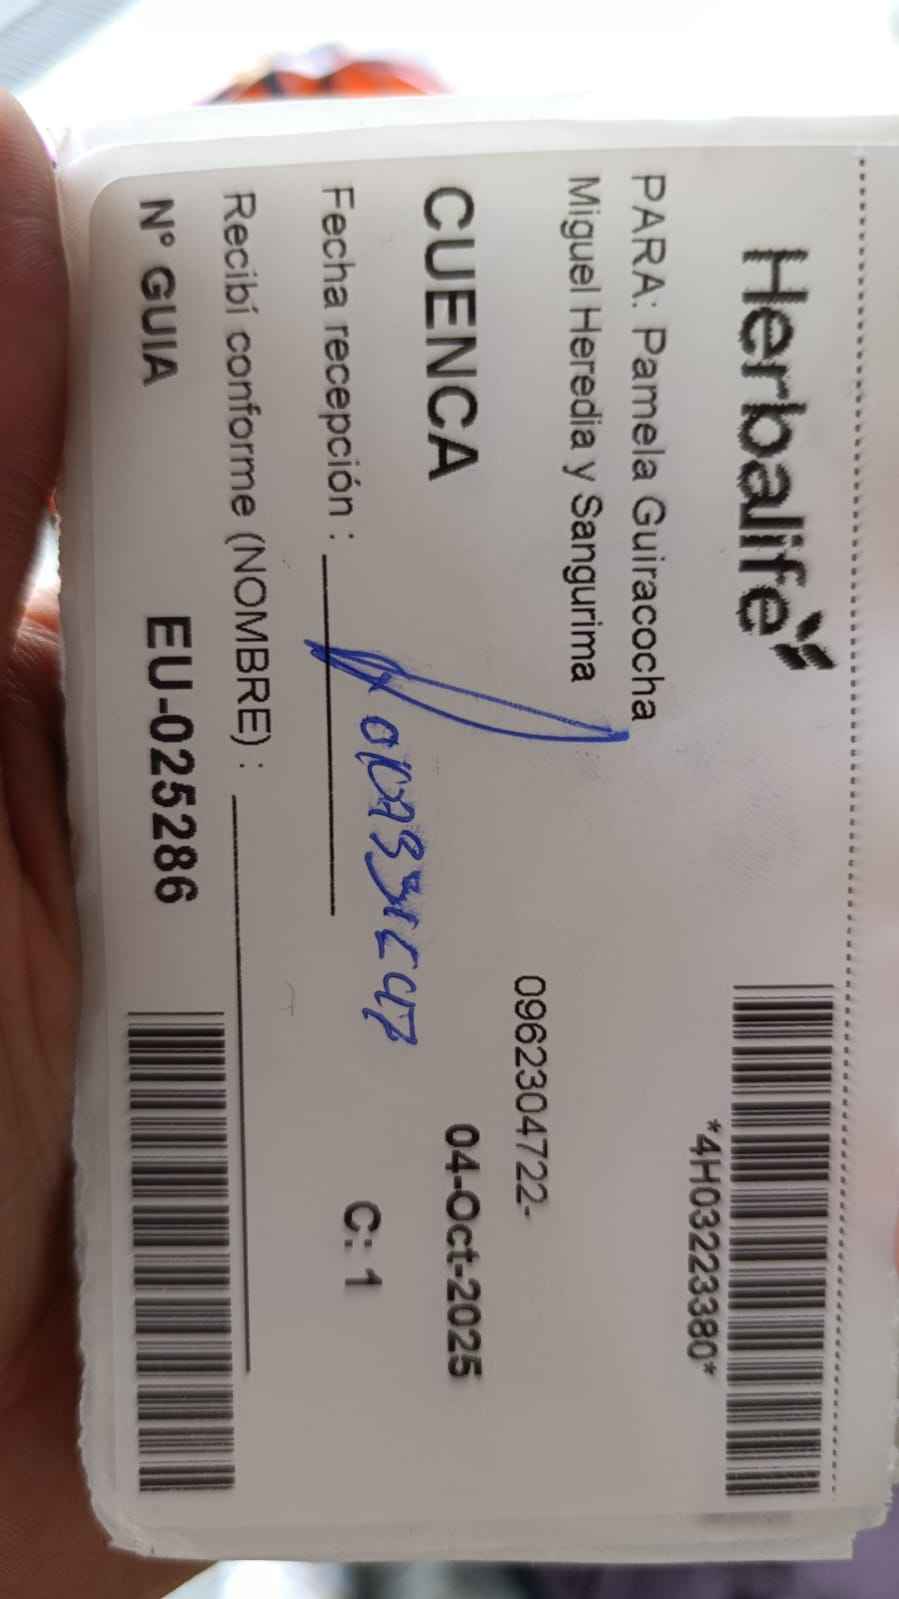 Herbalife
*4H03223380*
PARA: Pamela Guiracocha
Miguel Heredia y Sangurima
0962304722-
CUENCA
04-Oct-2025
Fecha recepción :
C: 1
Recibí conforme (NOMBRE) :
N° GUIA EU-025286